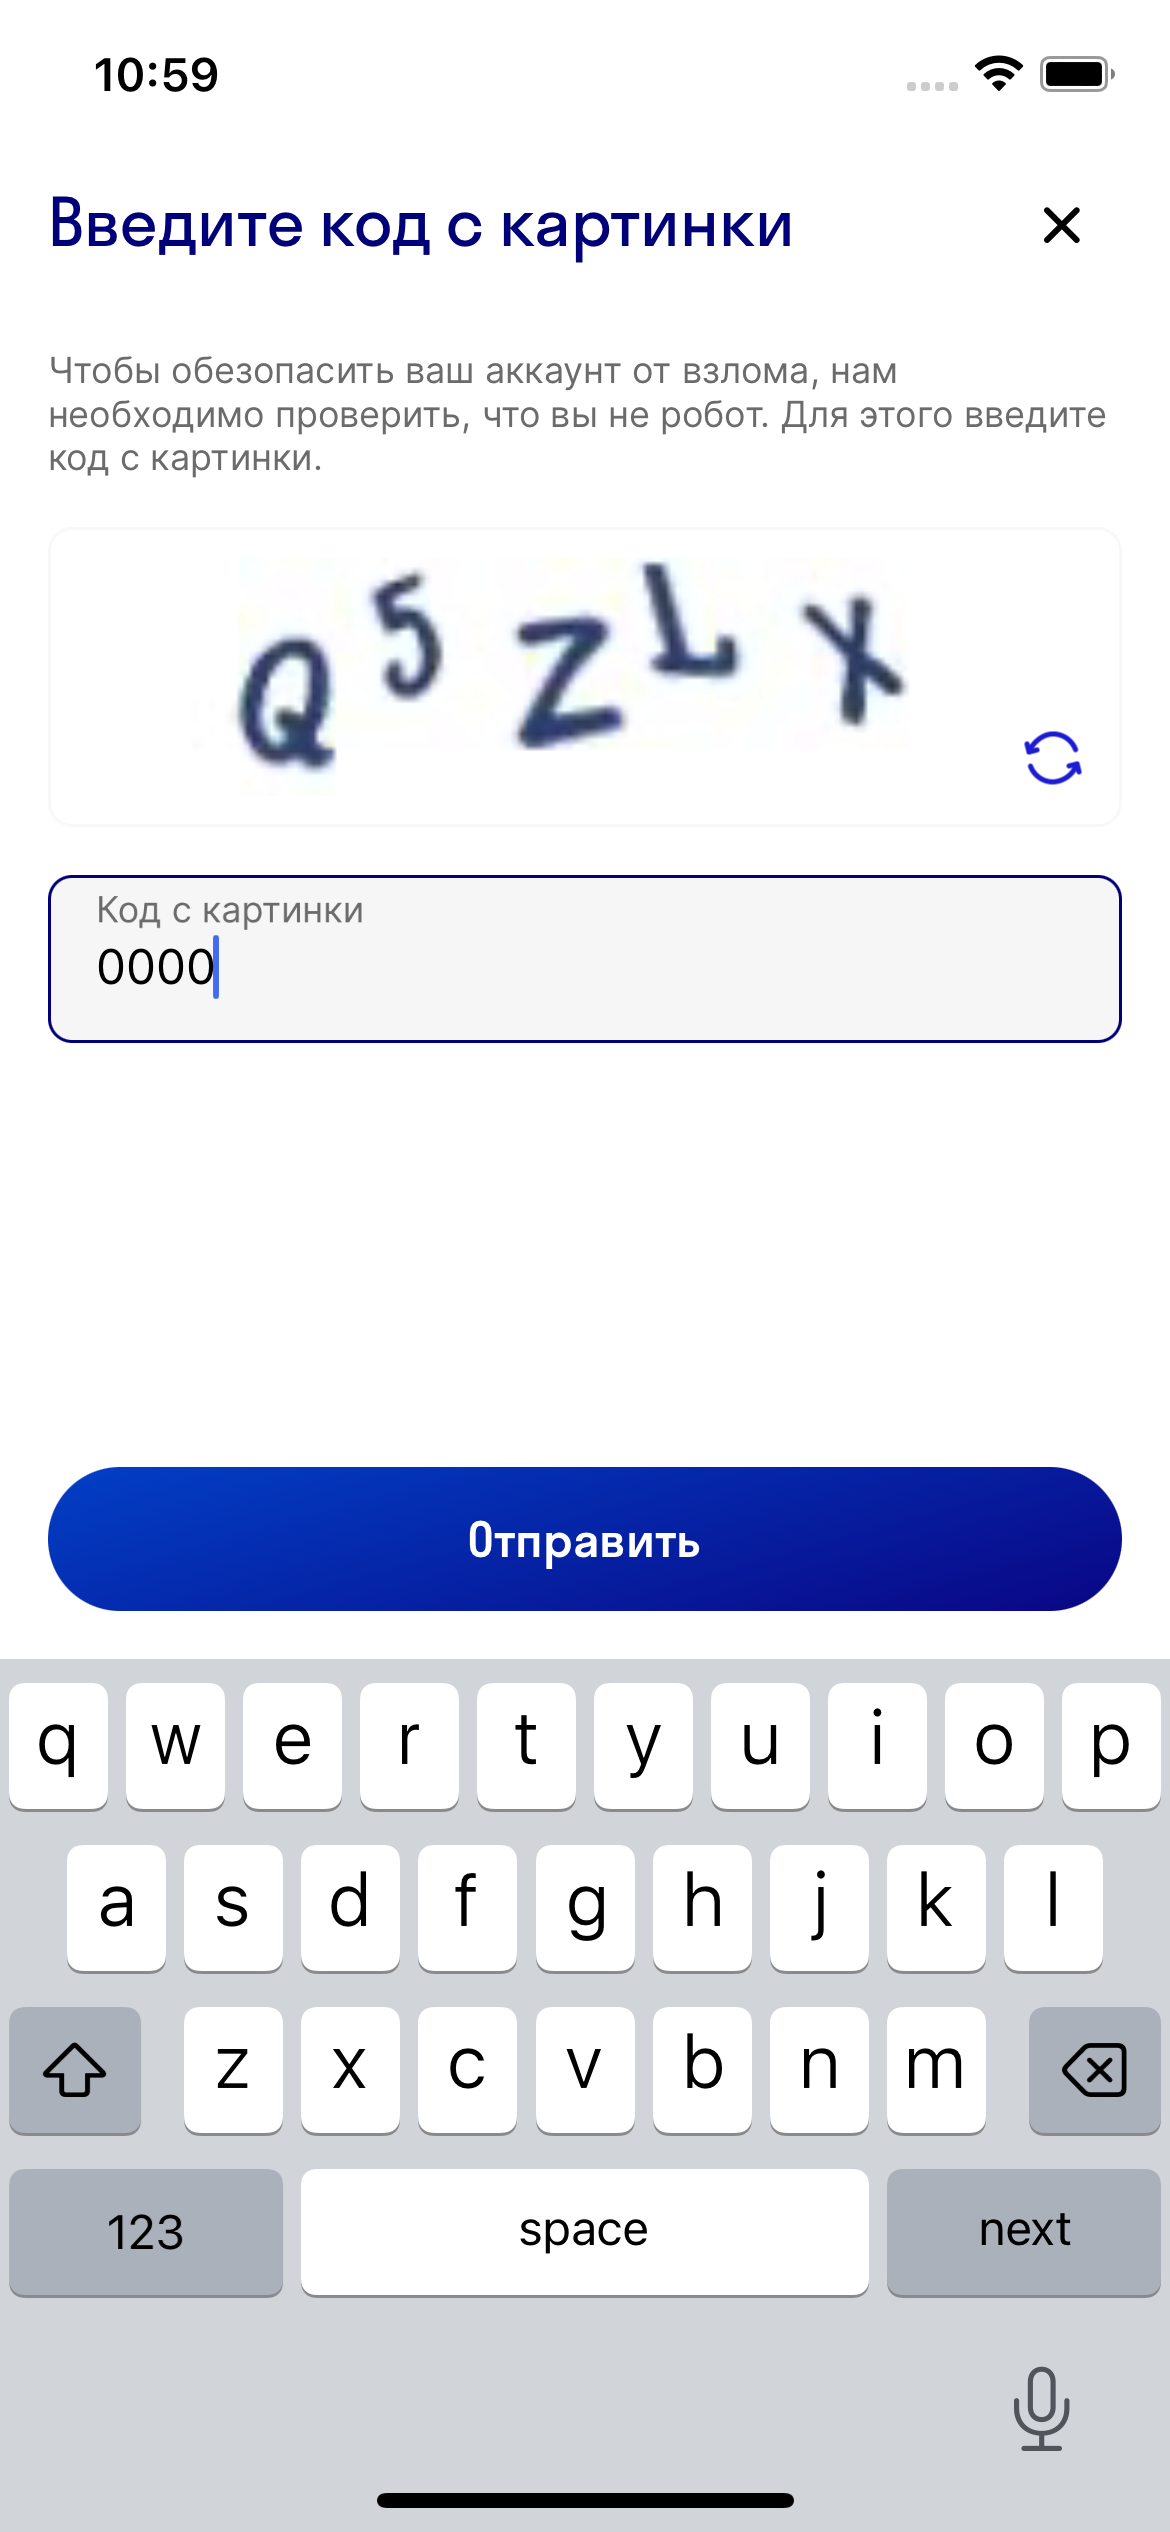 10:59
Введите код с картинки
Чтобы обезопасить ваш аккаунт от взлома, нам
необходимо проверить, что вы не робот. Для этого введите
код с картинки.
Q5ZLX
Код с картинки
0000
Отправить
q w e r t y u i o p
a s d f g h j k l
z x c v b n m
123 space next